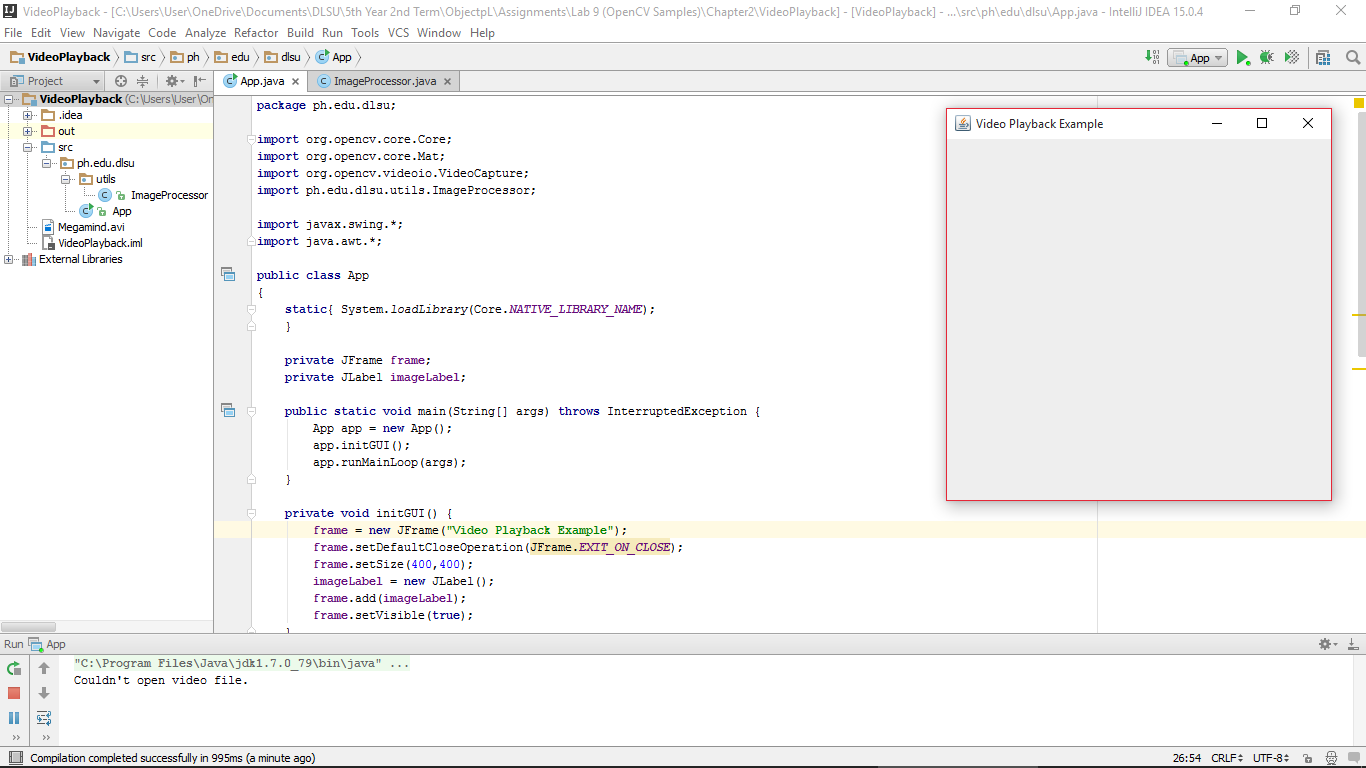 VideoPlayback - [C:\Users\User\OneDrive\Documents\DLSU\5th Year 2nd Term\ObjectpL\Assignments\Lab 9 (OpenCV Samples)\Chapter2\VideoPlayback] - [VideoPlayback] - ...\src\ph\edu\dlsu\App.java - IntelliJ IDEA 15.0.4
File Edit View Navigate Code Analyze Refactor Build Run Tools VCS Window Help
VideoPlayback src ph edu dlsu App
App
Project
App.java ImageProcessor.java
VideoPlayback (C:\Users\User\On
.idea
out
src
ph.edu.dlsu
utils
ImageProcessor
App
Megamind.avi
VideoPlayback.iml
External Libraries
package ph.edu.dlsu;
import org.opencv.core.Core;
import org.opencv.core.Mat;
import org.opencv.videoio.VideoCapture;
import ph.edu.dlsu.utils.ImageProcessor;
import javax.swing.*;
import java.awt.*;
public class App
{
static{ System.loadLibrary(Core.NATIVE_LIBRARY_NAME);
}
private JFrame frame;
private JLabel imageLabel;
public static void main(String[] args) throws InterruptedException {
App app = new App();
app.initGUI();
app.runMainLoop(args);
}
private void initGUI() {
frame = new JFrame("Video Playback Example");
frame.setDefaultCloseOperation(JFrame.EXIT_ON_CLOSE);
frame.setSize(400,400);
imageLabel = new JLabel();
frame.add(imageLabel);
frame.setVisible(true);
}
Video Playback Example
Run App
"C:\Program Files\Java\jdk1.7.0_79\bin\java" ...
Couldn't open video file.
Compilation completed successfully in 995ms (a minute ago)
26:54 CRLF UTF-8